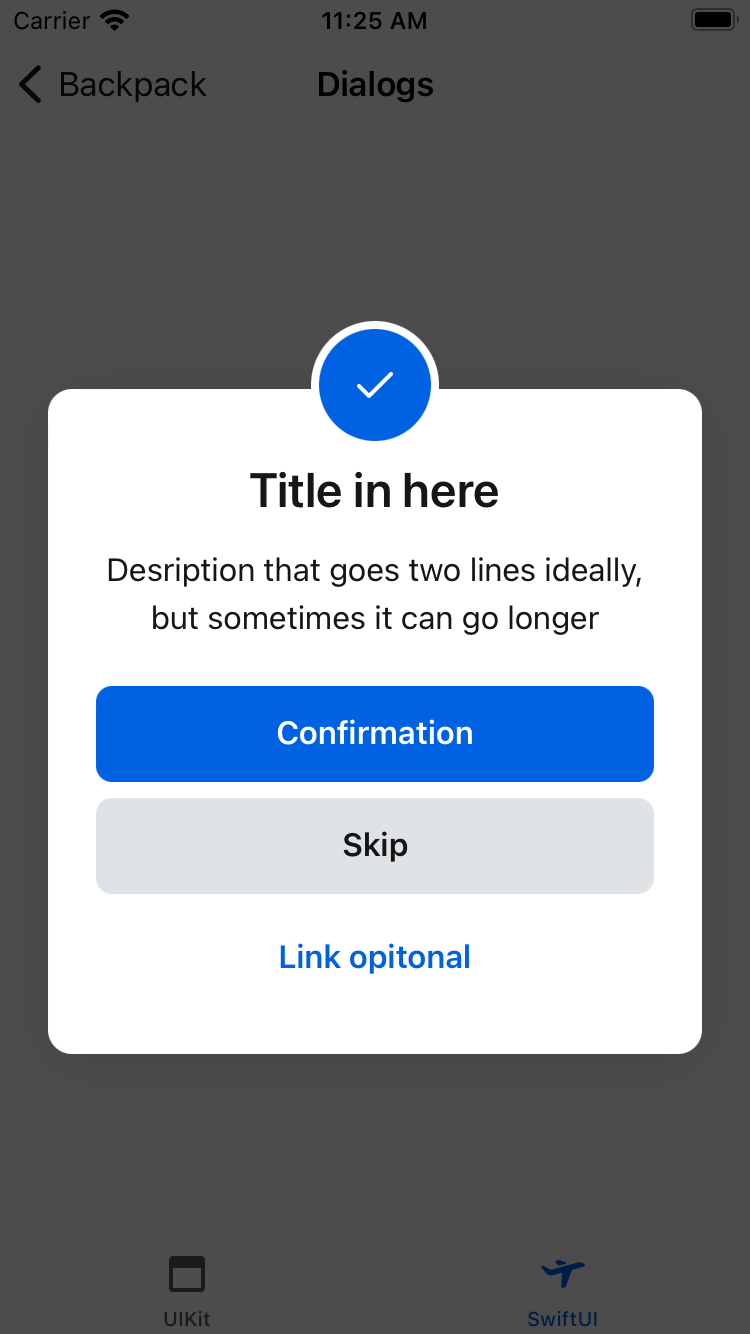 Carrier 11:25 AM
Backpack Dialogs
Title in here
Desription that goes two lines ideally,
but sometimes it can go longer
Confirmation
Skip
Link opitonal
UIKit SwiftUI